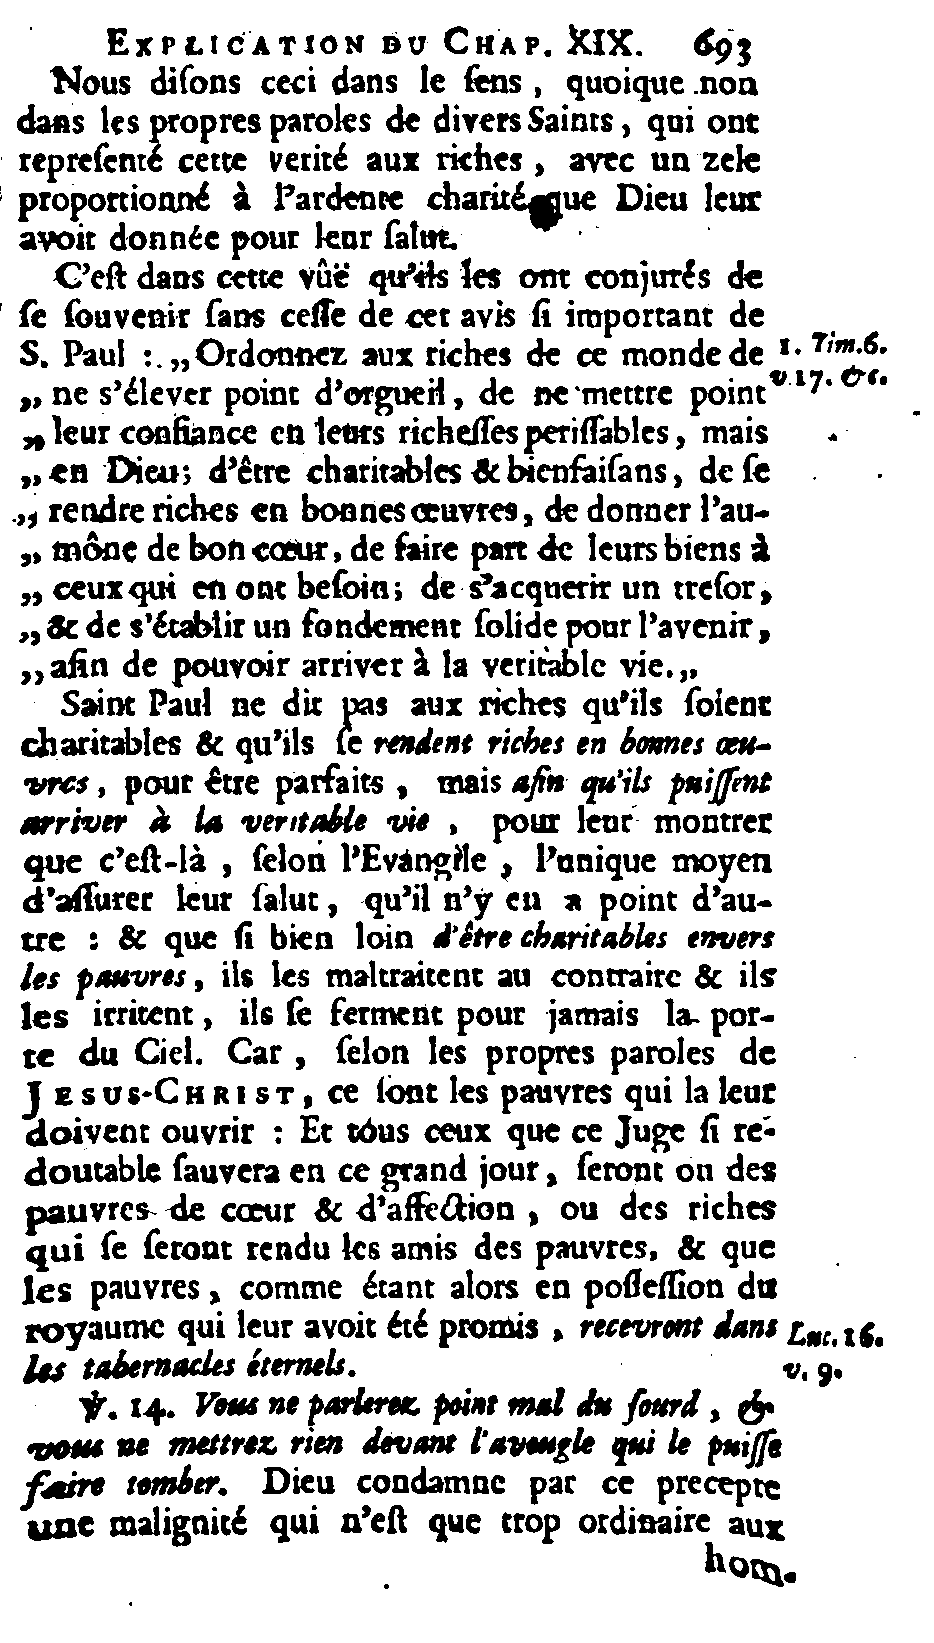 EXPLICATION DU CHAP. XIX. 693
Nous diſons ceci dans le ſens, quoique non
dans les propres paroles de divers Saints, qui ont
repreſenté cette verité aux riches, avec un zele
proportionné à l'ardente charité que Dieu leur
avoit donnée pour leur ſalut.
C'eſt dans cette vûë qu'ils les ont conjurés de
ſe ſouvenir ſans ceſſe de cet avis ſi important de
S. Paul : „Ordonnez aux riches de ce monde de
1. Tim. 6.
v. 17. &c.
„ ne s'élever point d'orgueil, de ne mettre point
„ leur confiance en leurs richeſſes periſſables, mais
„ en Dieu; d'être charitables & bienfaiſans, de ſe
„ rendre riches en bonnes œuvres, de donner l'au-
„ mône de bon cœur, de faire part de leurs biens à
„ ceux qui en ont beſoin; de s'acquerir un treſor,
„ & de s'établir un fondement ſolide pour l'avenir,
„ afin de pouvoir arriver à la veritable vie.„
Saint Paul ne dit pas aux riches qu'ils ſoient
charitables & qu'ils ſe rendent riches en bonnes œu-
vres, pour être parfaits, mais afin qu'ils puiſſent
arriver à la veritable vie, pour leur montrer
que c'eſt-là, ſelon l'Evangile, l'unique moyen
d'aſſurer leur ſalut, qu'il n'y en a point d'au-
tre : & que ſi bien loin d'être charitables envers
les pauvres, ils les maltraitent au contraire & ils
les irritent, ils ſe ferment pour jamais la por-
te du Ciel. Car, ſelon les propres paroles de
JESUS-CHRIST, ce ſont les pauvres qui la leur
doivent ouvrir : Et tous ceux que ce Juge ſi re-
doutable ſauvera en ce grand jour, ſeront ou des
pauvres de cœur & d'affection, ou des riches
qui ſe ſeront rendu les amis des pauvres, & que
les pauvres, comme étant alors en poſſeſſion du
royaume qui leur avoit été promis, recevront dans
les tabernacles éternels.
Luc. 16.
v. 9.
℣. 14. Vous ne parlerez point mal du ſourd, &
vous ne mettrez rien devant l'aveugle qui le puiſſe
faire tomber. Dieu condamne par ce precepte
une malignité qui n'eſt que trop ordinaire aux
hom-